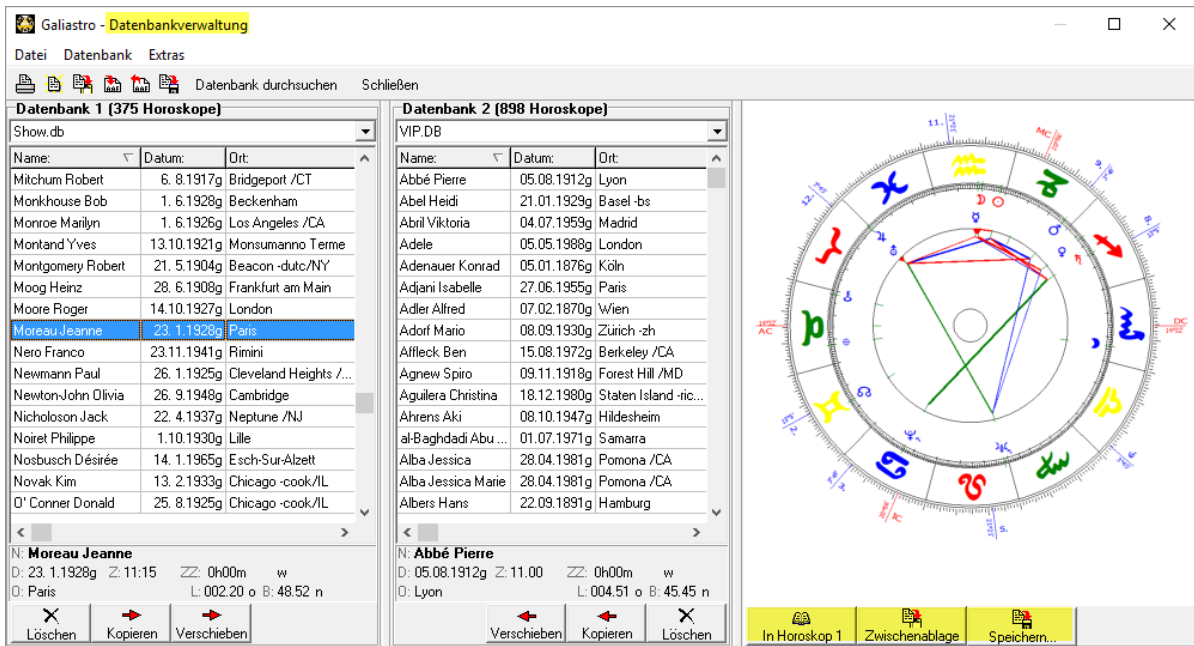 Galiastro - Datenbankverwaltung
Datei Datenbank Extras
Datenbank durchsuchen Schließen
Datenbank 1 (375 Horoskope)
Show.db
Name: Datum: Ort:
Mitchum Robert 6. 8.1917g Bridgeport /CT
Monkhouse Bob 1. 6.1928g Beckenham
Monroe Marilyn 1. 6.1926g Los Angeles /CA
Montand Yves 13.10.1921g Monsumanno Terme
Montgomery Robert 21. 5.1904g Beacon -dutc/NY
Moog Heinz 28. 6.1908g Frankfurt am Main
Moore Roger 14.10.1927g London
Moreau Jeanne 23. 1.1928g Paris
Nero Franco 23.11.1941g Rimini
Newmann Paul 26. 1.1925g Cleveland Heights /...
Newton-John Olivia 26. 9.1948g Cambridge
Nicholoson Jack 22. 4.1937g Neptune /NJ
Noiret Philippe 1.10.1930g Lille
Nosbusch Désirée 14. 1.1965g Esch-Sur-Alzett
Novak Kim 13. 2.1933g Chicago -cook/IL
O' Conner Donald 25. 8.1925g Chicago -cook/IL
N: Moreau Jeanne
D: 23. 1.1928g Z: 11:15 ZZ: 0h00m w
O: Paris L: 002.20 o B: 48.52 n
Löschen Kopieren Verschieben
Datenbank 2 (898 Horoskope)
VIP.DB
Name: Datum: Ort:
Abbé Pierre 05.08.1912g Lyon
Abel Heidi 21.01.1929g Basel -bs
Abril Viktoria 04.07.1959g Madrid
Adele 05.05.1988g London
Adenauer Konrad 05.01.1876g Köln
Adjani Isabelle 27.06.1955g Paris
Adler Alfred 07.02.1870g Wien
Adorf Mario 08.09.1930g Zürich -zh
Affleck Ben 15.08.1972g Berkeley /CA
Agnew Spiro 09.11.1918g Forest Hill /MD
Aguilera Christina 18.12.1980g Staten Island -ric...
Ahrens Aki 08.10.1947g Hildesheim
al-Baghdadi Abu ... 01.07.1971g Samarra
Alba Jessica 28.04.1981g Pomona /CA
Alba Jessica Marie 28.04.1981g Pomona /CA
Albers Hans 22.09.1891g Hamburg
N: Abbé Pierre
D: 05.08.1912g Z: 11.00 ZZ: 0h00m w
O: Lyon L: 004.51 o B: 45.45 n
Verschieben Kopieren Löschen
11.
MC
9.
12.
8.
AC
DC
2.
6.
3.
IC
5.
In Horoskop 1 Zwischenablage Speichern...